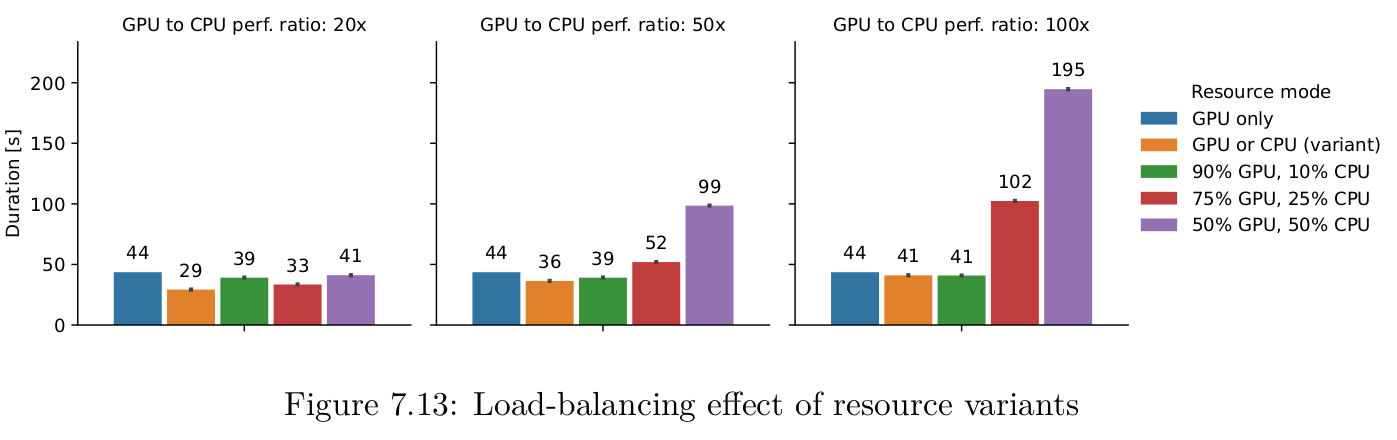 GPU to CPU perf. ratio: 20x
GPU to CPU perf. ratio: 50x
GPU to CPU perf. ratio: 100x
Duration [s]
200
150
100
50
0
44
29
39
33
41
44
36
39
52
99
44
41
41
102
195
Resource mode
GPU only
GPU or CPU (variant)
90% GPU, 10% CPU
75% GPU, 25% CPU
50% GPU, 50% CPU
Figure 7.13: Load-balancing effect of resource variants